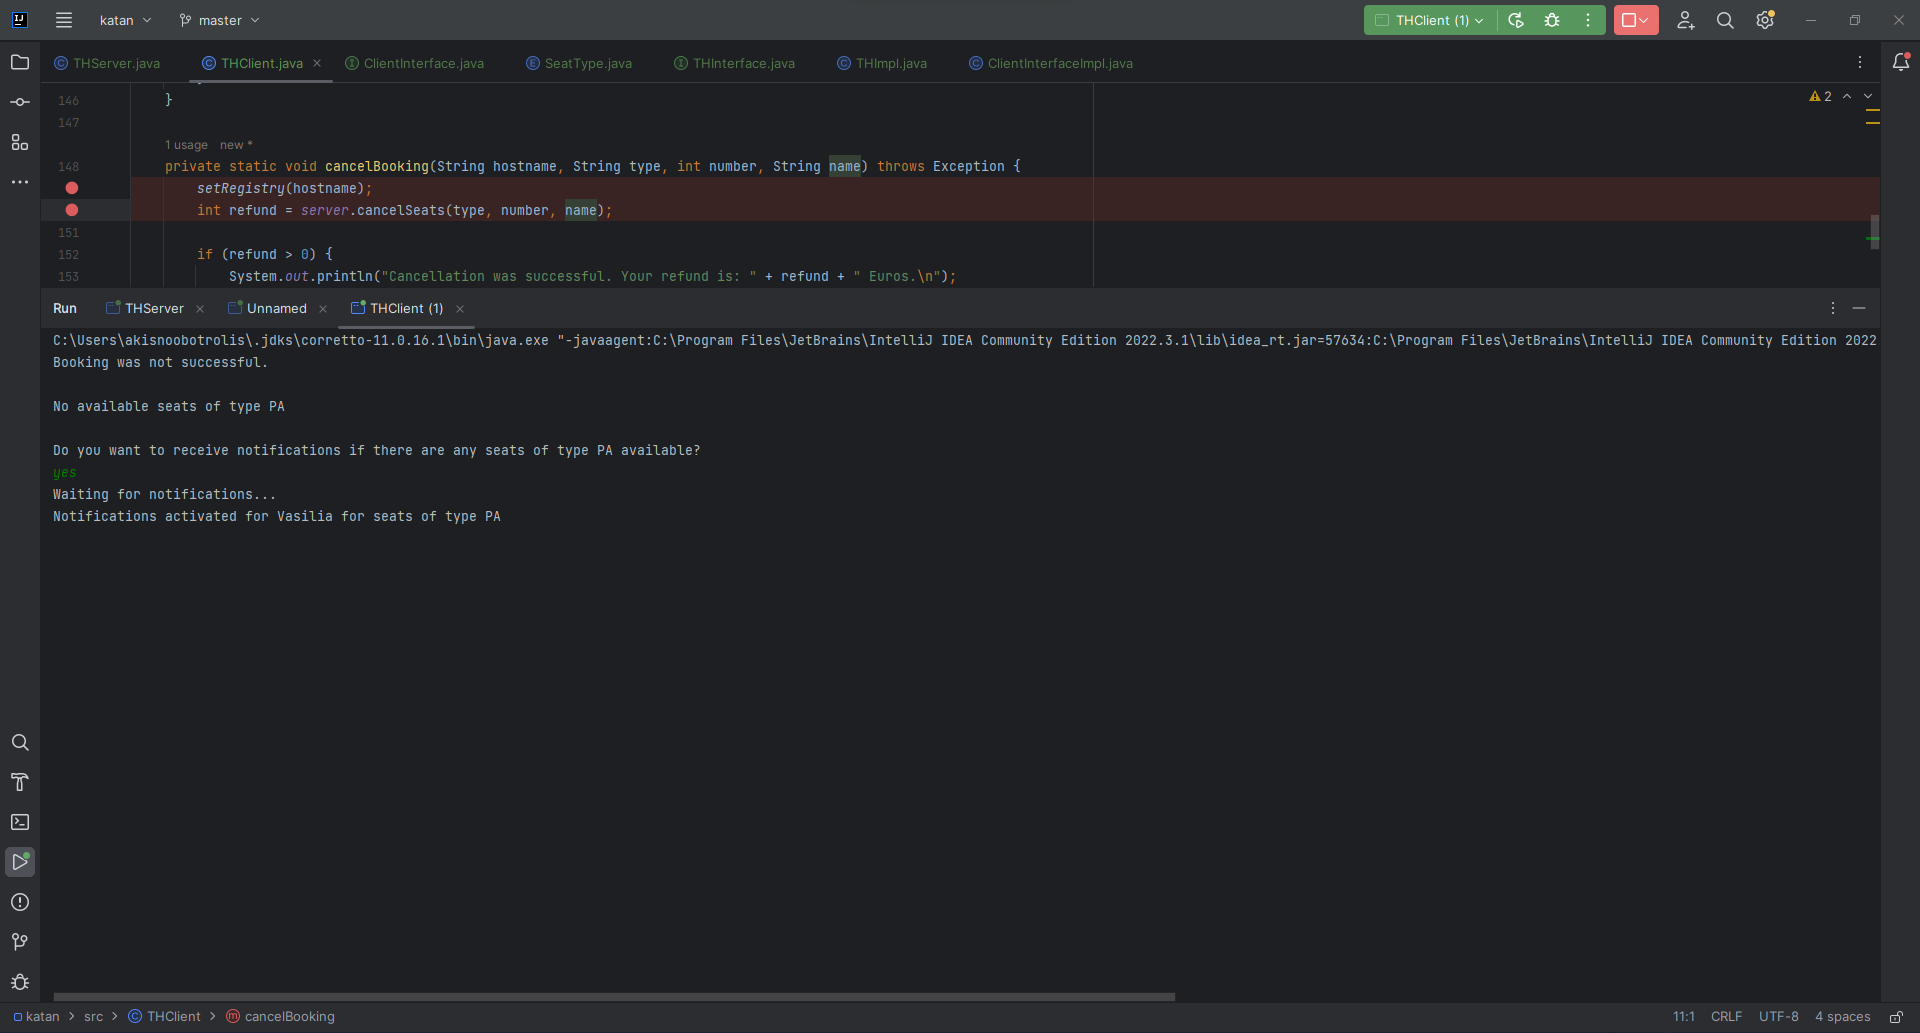 katan
master
THClient (1)
THServer.java
THClient.java
ClientInterface.java
SeatType.java
THInterface.java
THImpl.java
ClientInterfaceImpl.java
2
146 }
147
1 usage new *
148 private static void cancelBooking(String hostname, String type, int number, String name) throws Exception {
setRegistry(hostname);
int refund = server.cancelSeats(type, number, name);
151
152 if (refund > 0) {
153 System.out.println("Cancellation was successful. Your refund is: " + refund + " Euros.\n");
Run
THServer
Unnamed
THClient (1)
C:\Users\akisnoobotrolis\.jdks\corretto-11.0.16.1\bin\java.exe "-javaagent:C:\Program Files\JetBrains\IntelliJ IDEA Community Edition 2022.3.1\lib\idea_rt.jar=57634:C:\Program Files\JetBrains\IntelliJ IDEA Community Edition 2022
Booking was not successful.
No available seats of type PA
Do you want to receive notifications if there are any seats of type PA available?
yes
Waiting for notifications...
Notifications activated for Vasilia for seats of type PA
katan > src > THClient > cancelBooking
11:1 CRLF UTF-8 4 spaces